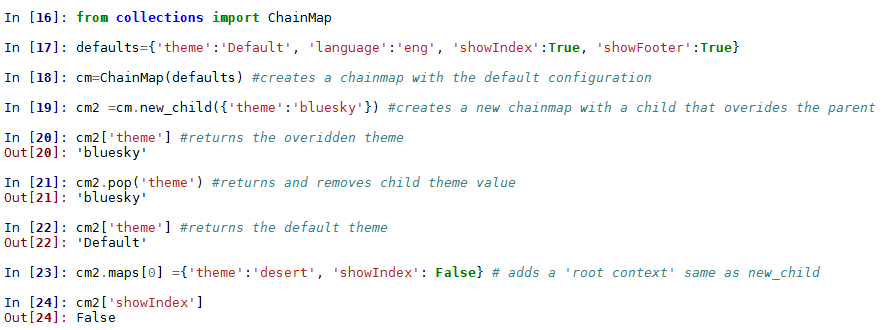 In [16]: from collections import ChainMap
In [17]: defaults={'theme':'Default', 'language':'eng', 'showIndex':True, 'showFooter':True}
In [18]: cm=ChainMap(defaults) #creates a chainmap with the default configuration
In [19]: cm2 =cm.new_child({'theme':'bluesky'}) #creates a new chainmap with a child that overides the parent
In [20]: cm2['theme'] #returns the overidden theme
Out[20]: 'bluesky'
In [21]: cm2.pop('theme') #returns and removes child theme value
Out[21]: 'bluesky'
In [22]: cm2['theme'] #returns the default theme
Out[22]: 'Default'
In [23]: cm2.maps[0] ={'theme':'desert', 'showIndex': False} # adds a 'root context' same as new_child
In [24]: cm2['showIndex']
Out[24]: False